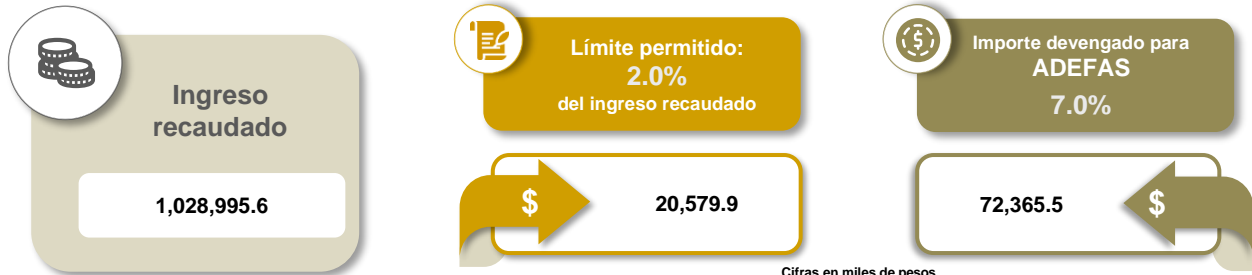 Ingreso
recaudado
1,028,995.6
Límite permitido:
2.0%
del ingreso recaudado
$
20,579.9
Importe devengado para
ADEFAS
7.0%
72,365.5
$
Cifras en miles de pesos